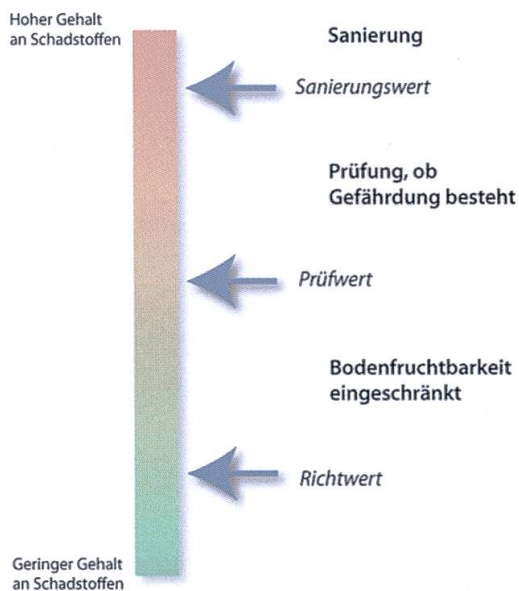 Hoher Gehalt
an Schadstoffen
Sanierung
Sanierungswert
Prüfung, ob
Gefährdung besteht
Prüfwert
Bodenfruchtbarkeit
eingeschränkt
Richtwert
Geringer Gehalt
an Schadstoffen